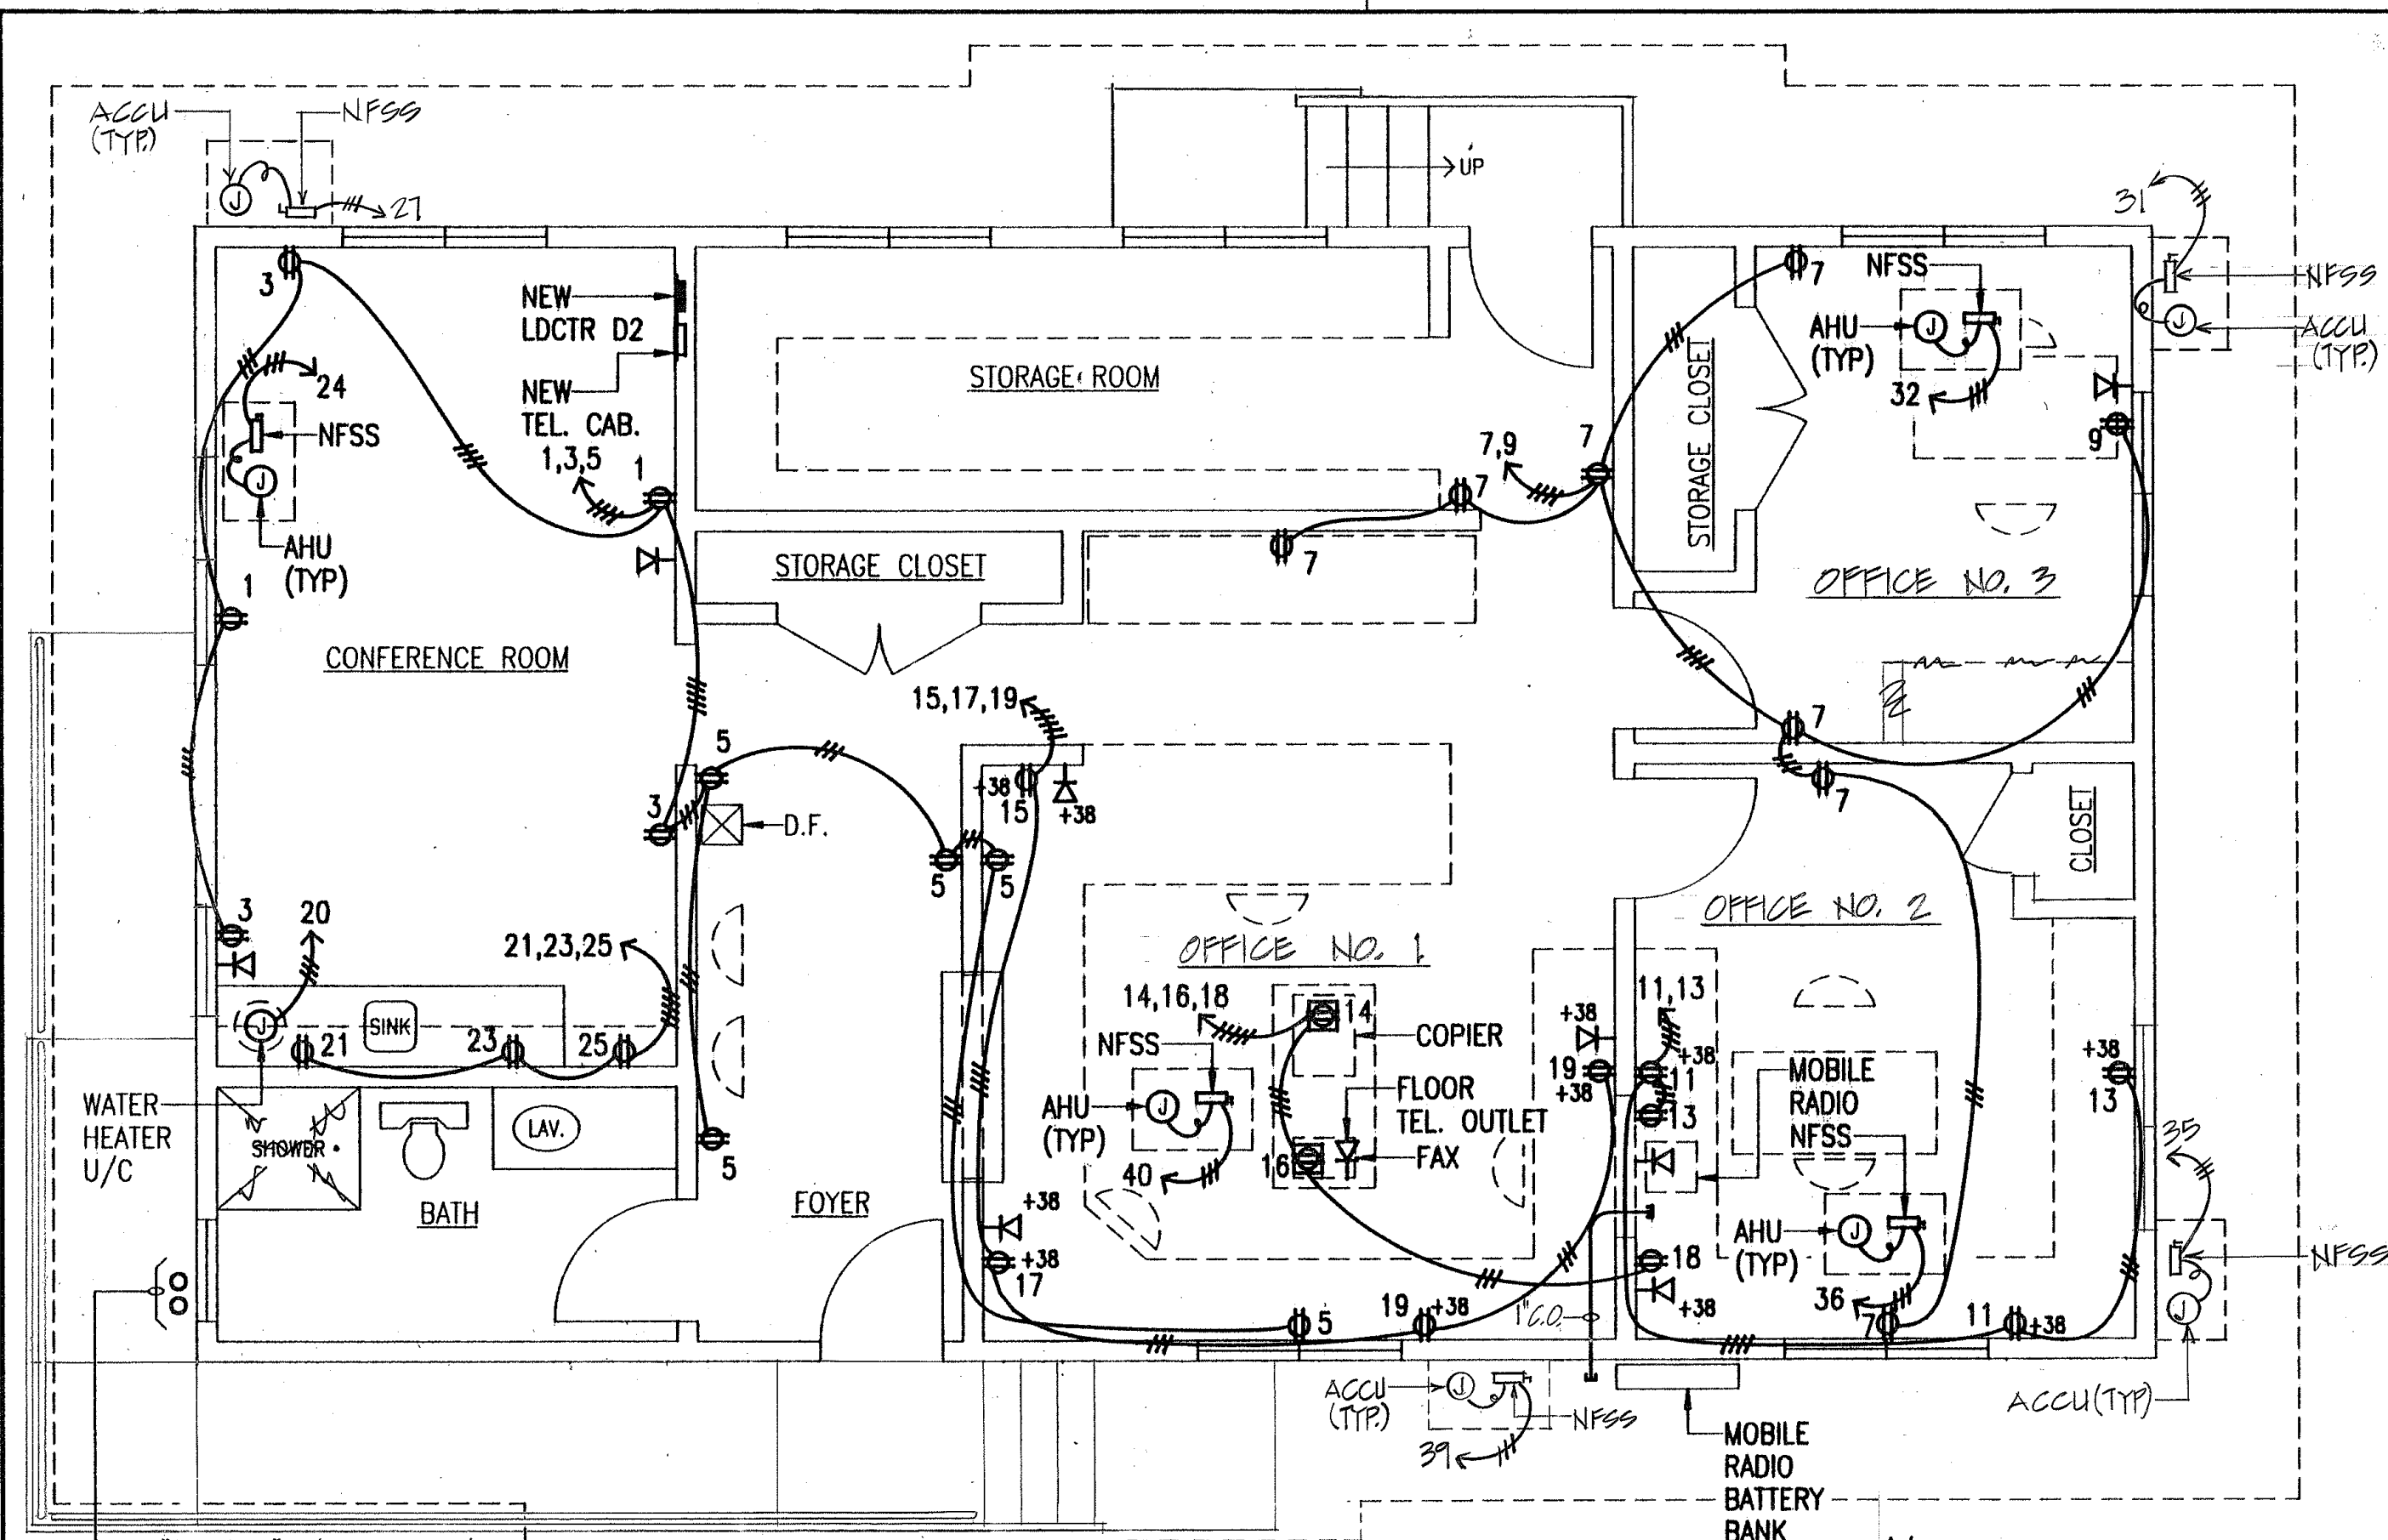 ACCU
(TYP.)
NFSS
27
UP
31
NFSS
ACCU
(TYP.)
3
NEW
LDCTR D2
NEW
TEL. CAB.
1,3,5
1
24
NFSS
AHU
(TYP)
1
CONFERENCE ROOM
STORAGE ROOM
STORAGE CLOSET
7,9
7
7
7
STORAGE CLOSET
7
NFSS
AHU
(TYP)
32
9
OFFICE NO. 3
7
7
CLOSET
15,17,19
5
3
D.F.
+38
15
+38
5
5
3
20
21,23,25
SINK
21
23
25
WATER
HEATER
U/C
SHOWER
LAV.
BATH
5
FOYER
OFFICE NO. 1
14,16,18
14
COPIER
NFSS
AHU
(TYP)
40
FLOOR
TEL. OUTLET
16
FAX
+38
+38
17
5
19
+38
1"C.O.
+38
19
+38
OFFICE NO. 2
11,13
+38
11
13
MOBILE
RADIO
NFSS
AHU
(TYP)
36
18
+38
7
11
+38
+38
13
35
NFSS
ACCU(TYP)
ACCU
(TYP.)
NFSS
39
MOBILE
RADIO
BATTERY
BANK